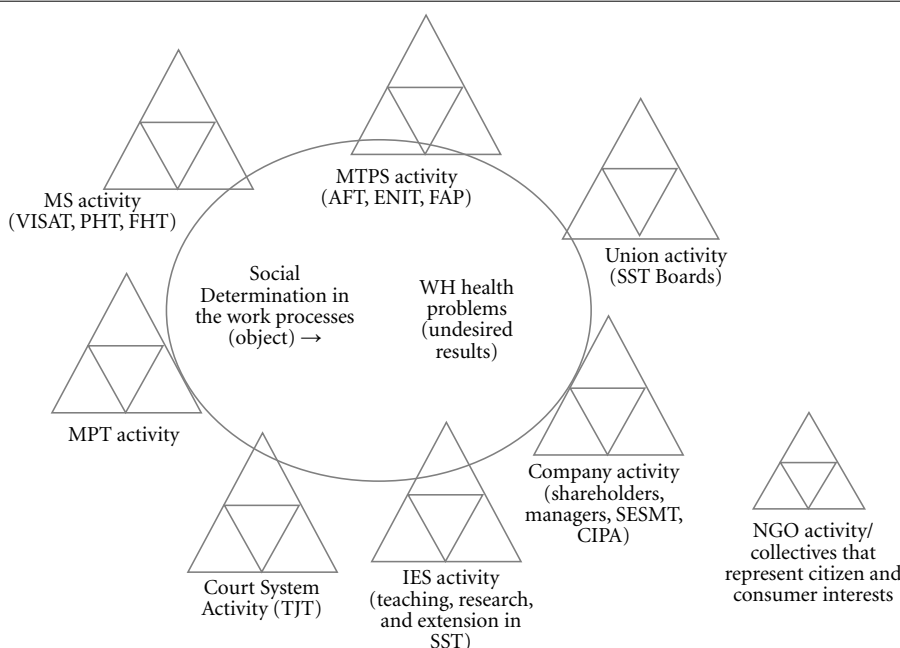 MTPS activity
(AFT, ENIT, FAP)
MS activity
(VISAT, PHT, FHT)
Union activity
(SST Boards)
Social
Determination in
the work processes
(object) →
WH health
problems
(undesired
results)
MPT activity
Company activity
(shareholders,
managers, SESMT,
CIPA)
NGO activity/
collectives that
represent citizen and
consumer interests
Court System
Activity (TJT)
IES activity
(teaching, research,
and extension in
SST)